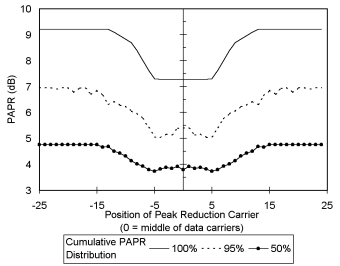 10
9
8
7
6
5
4
3
PAPR (dB)
-25 -15 -5 5 15 25
Position of Peak Reduction Carrier
(0 = middle of data carriers)
Cumulative PAPR
Distribution
100% 95% 50%